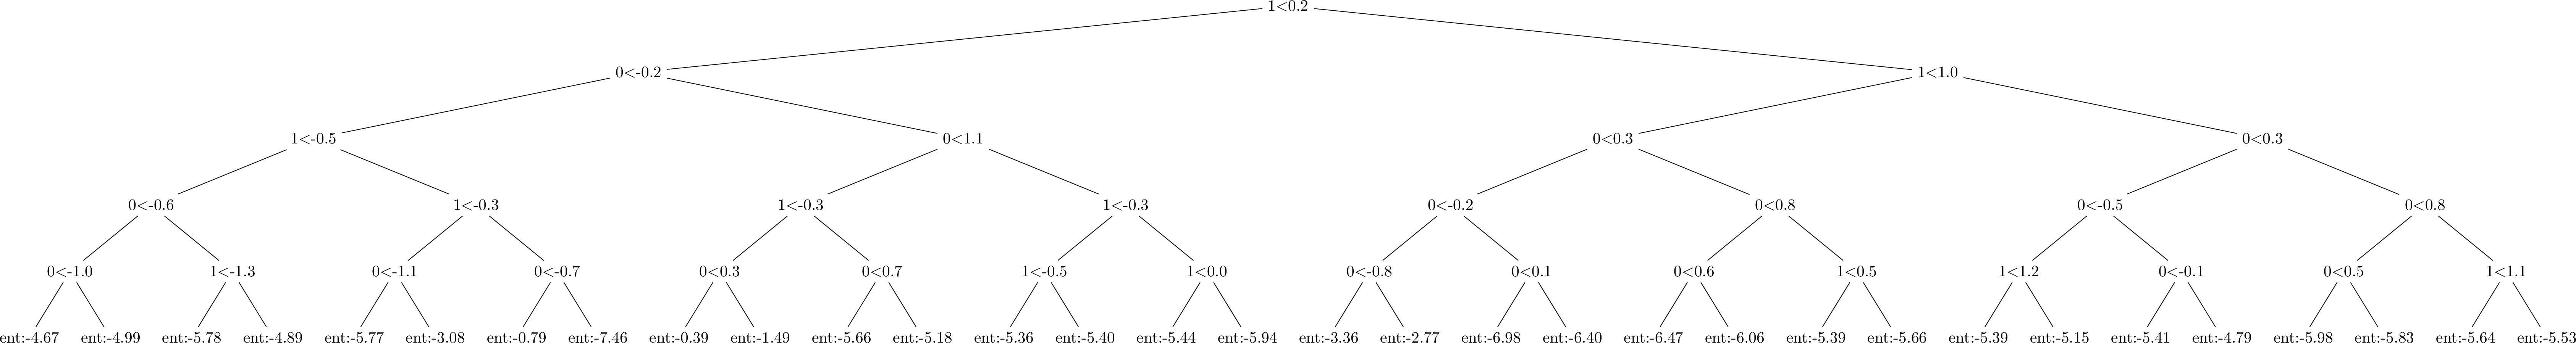 1<0.2
0<-0.2 1<1.0
1<-0.5 0<1.1 0<0.3 0<0.3
0<-0.6 1<-0.3 1<-0.3 1<-0.3 0<-0.2 0<0.8 0<-0.5 0<0.8
0<-1.0 1<-1.3 0<-1.1 0<-0.7 0<0.3 0<0.7 1<-0.5 1<0.0 0<-0.8 0<0.1 0<0.6 1<0.5 1<1.2 0<-0.1 0<0.5 1<1.1
ent:-4.67 ent:-4.99 ent:-5.78 ent:-4.89 ent:-5.77 ent:-3.08 ent:-0.79 ent:-7.46 ent:-0.39 ent:-1.49 ent:-5.66 ent:-5.18 ent:-5.36 ent:-5.40 ent:-5.44 ent:-5.94 ent:-3.36 ent:-2.77 ent:-6.98 ent:-6.40 ent:-6.47 ent:-6.06 ent:-5.39 ent:-5.66 ent:-5.39 ent:-5.15 ent:-5.41 ent:-4.79 ent:-5.98 ent:-5.83 ent:-5.64 ent:-5.53